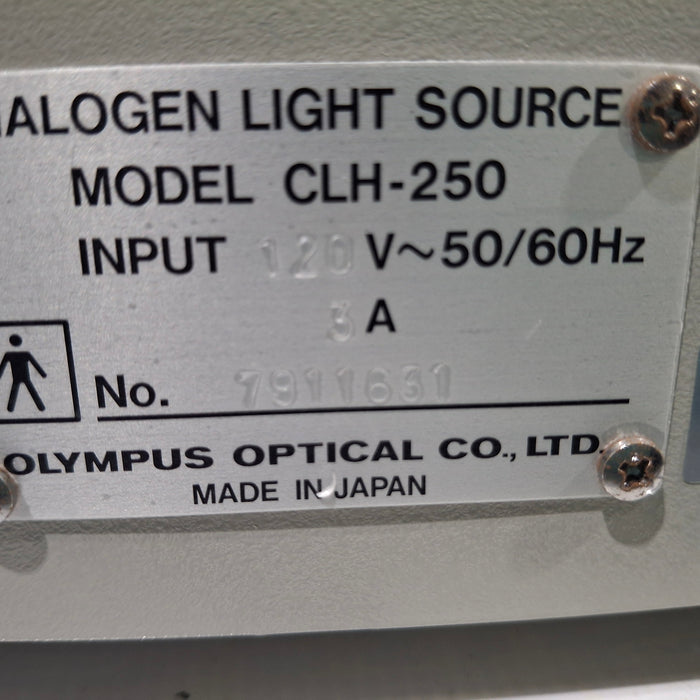 HALOGEN LIGHT SOURCE
MODEL CLH-250
INPUT 120 V~50/60Hz
3 A
No. 7911631
OLYMPUS OPTICAL CO., LTD.
MADE IN JAPAN